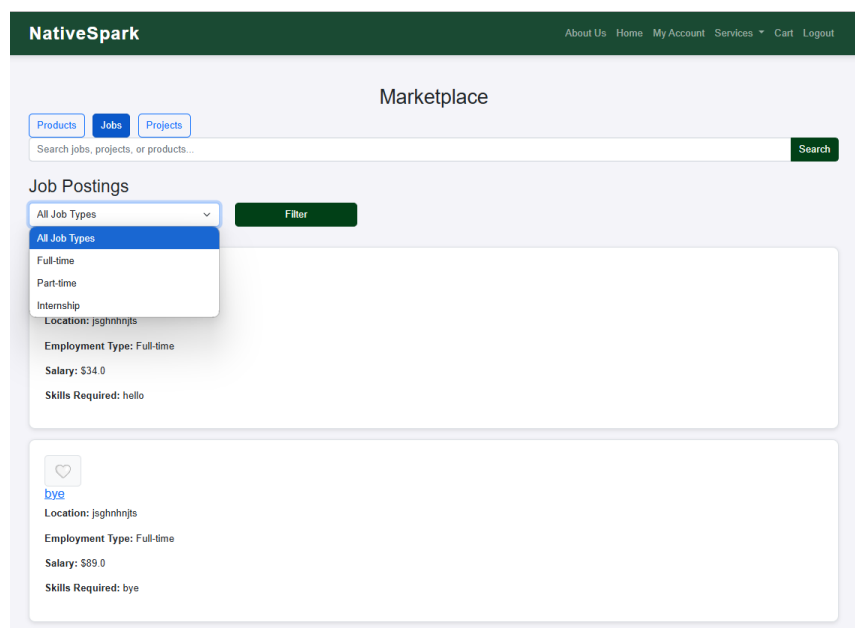 NativeSpark
About Us Home My Account Services Cart Logout
Marketplace
Products Jobs Projects
Search jobs, projects, or products... Search
Job Postings
All Job Types Filter
All Job Types
Full-time
Part-time
Internship
Location: jsghnhnjts
Employment Type: Full-time
Salary: $34.0
Skills Required: hello
bye
Location: jsghnhnjts
Employment Type: Full-time
Salary: $89.0
Skills Required: bye